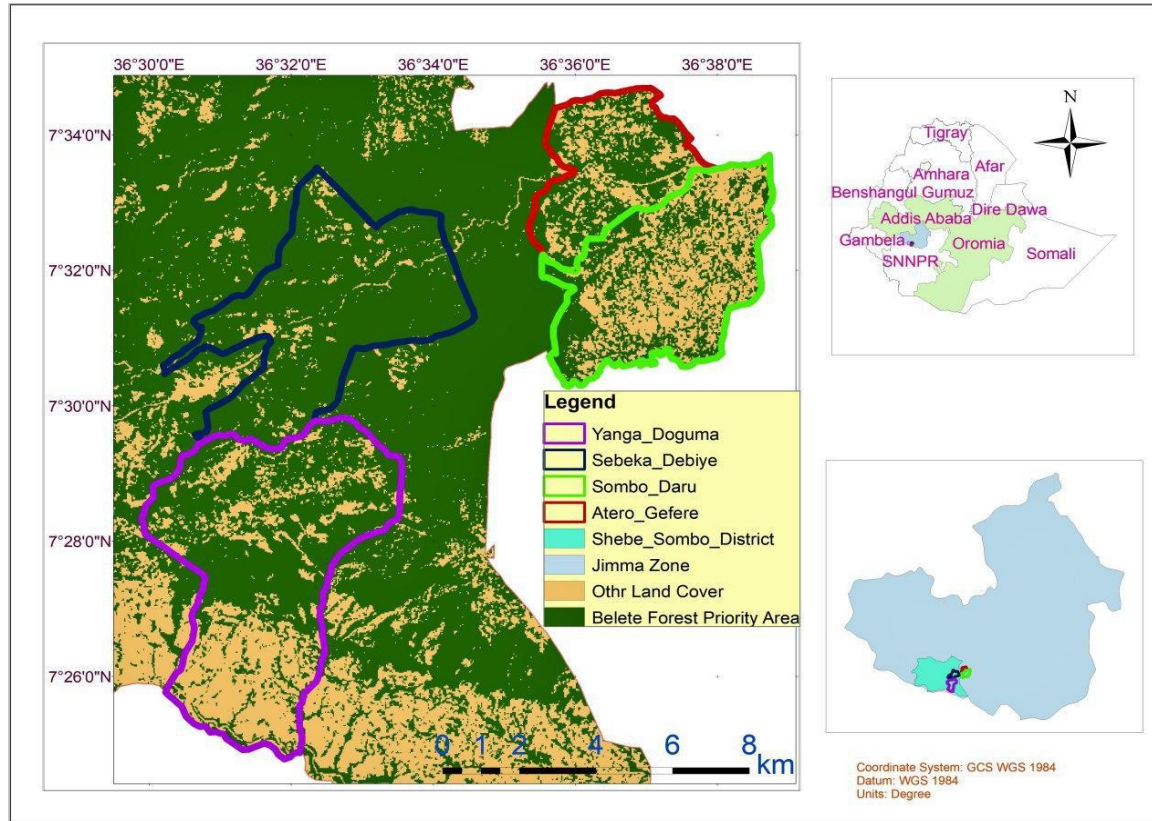 36°30'0"E 36°32'0"E 36°34'0"E 36°36'0"E 36°38'0"E
7°34'0"N
7°32'0"N
7°30'0"N
7°28'0"N
7°26'0"N
Legend
Yanga_Doguma
Sebeka_Debiye
Sombo_Daru
Atero_Gefere
Shebe_Sombo_District
Jimma Zone
Othr Land Cover
Belete Forest Priority Area
0 1 2 4 6 8
km
N
Tigray
Afar
Amhara
Benshangul Gumuz
Dire Dawa
Addis Ababa
Gambela
Oromia
Somali
SNNPR
Coordinate System: GCS WGS 1984
Datum: WGS 1984
Units: Degree